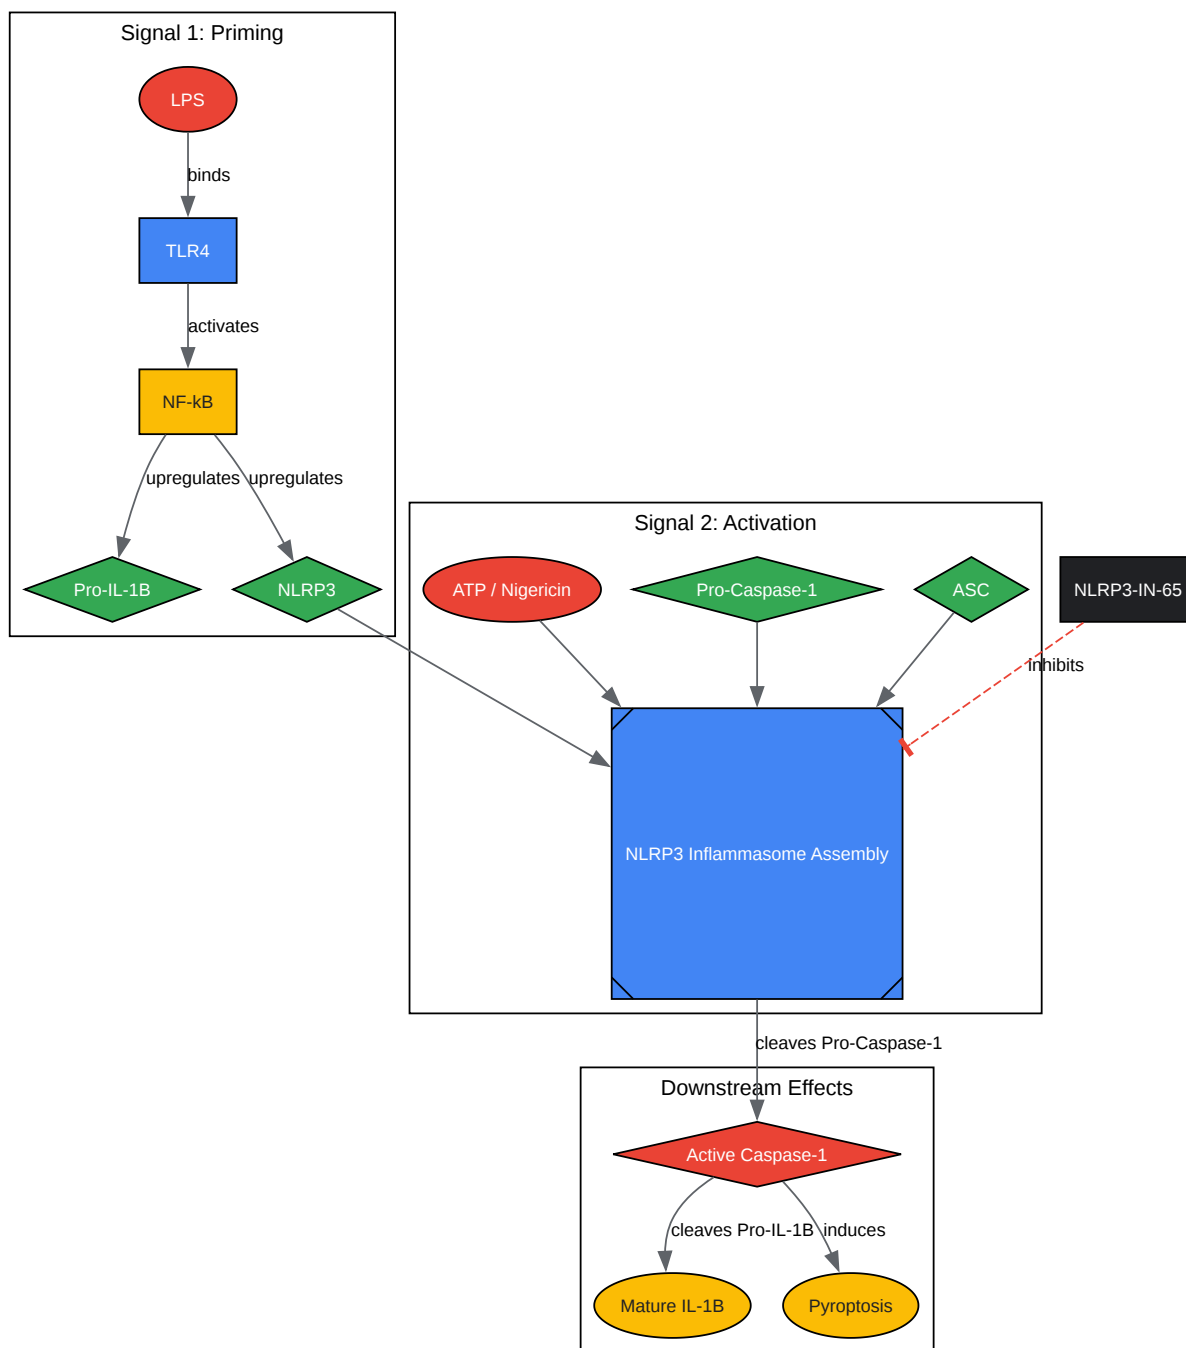 Signal 1: Priming
LPS
binds
TLR4
activates
NF-kB
upregulates
upregulates
Pro-IL-1B
NLRP3
Signal 2: Activation
ATP / Nigericin
Pro-Caspase-1
ASC
NLRP3-IN-65
inhibits
NLRP3 Inflammasome Assembly
cleaves Pro-Caspase-1
Downstream Effects
Active Caspase-1
cleaves Pro-IL-1B
induces
Mature IL-1B
Pyroptosis